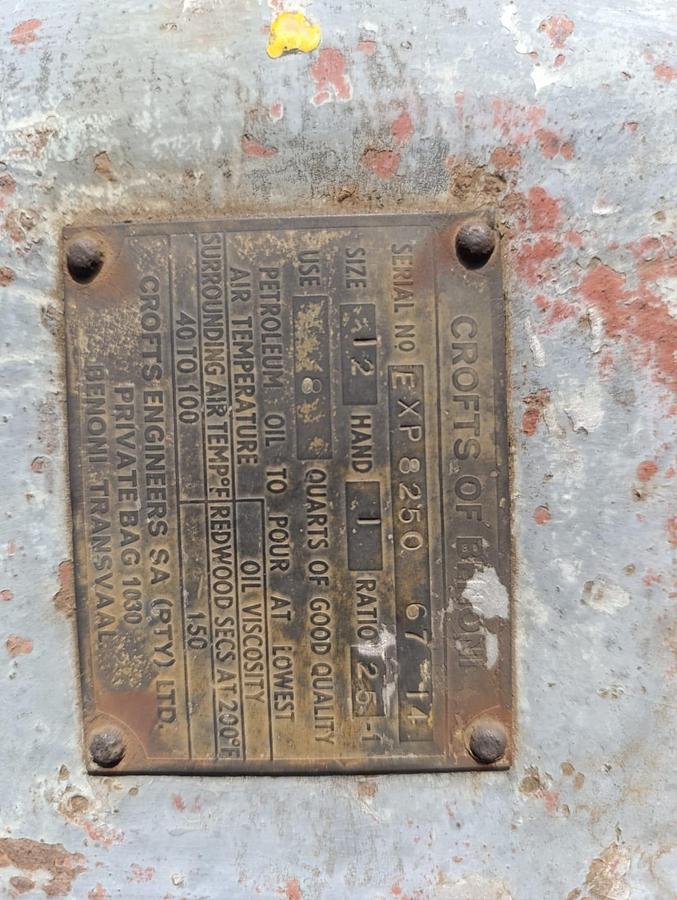 CROFTS OF BENONI
SERIAL NO EXP 8250 67 14
SIZE 12 HAND 1 RATIO 25 -1
USE 8 QUARTS OF GOOD QUALITY
PETROLEUM OIL TO POUR AT LOWEST
AIR TEMPERATURE OIL VISCOSITY
SURROUNDING AIR TEMP°F REDWOOD SECS AT 200°F
40 TO 100 150
CROFTS ENGINEERS SA (PTY) LTD.
PRIVATE BAG 1030
BENONI TRANSVAAL